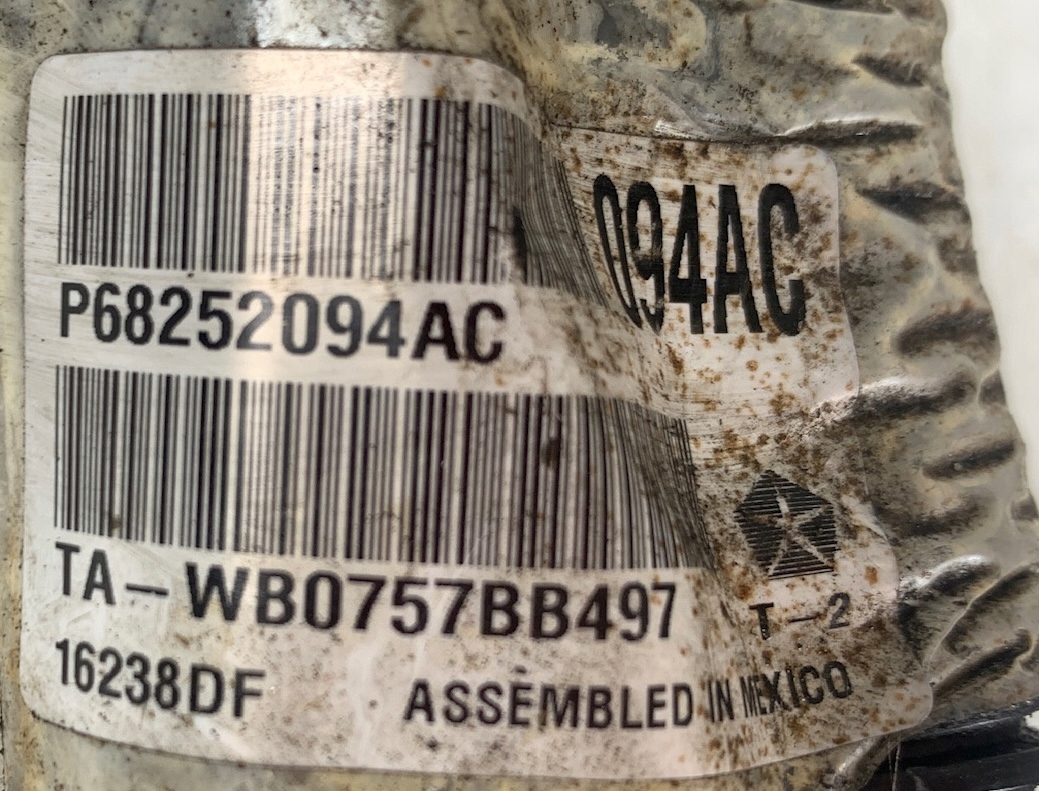 094AC
P68252094AC
TA-WB0757BB497
T-2
16238DF
ASSEMBLED IN MEXICO